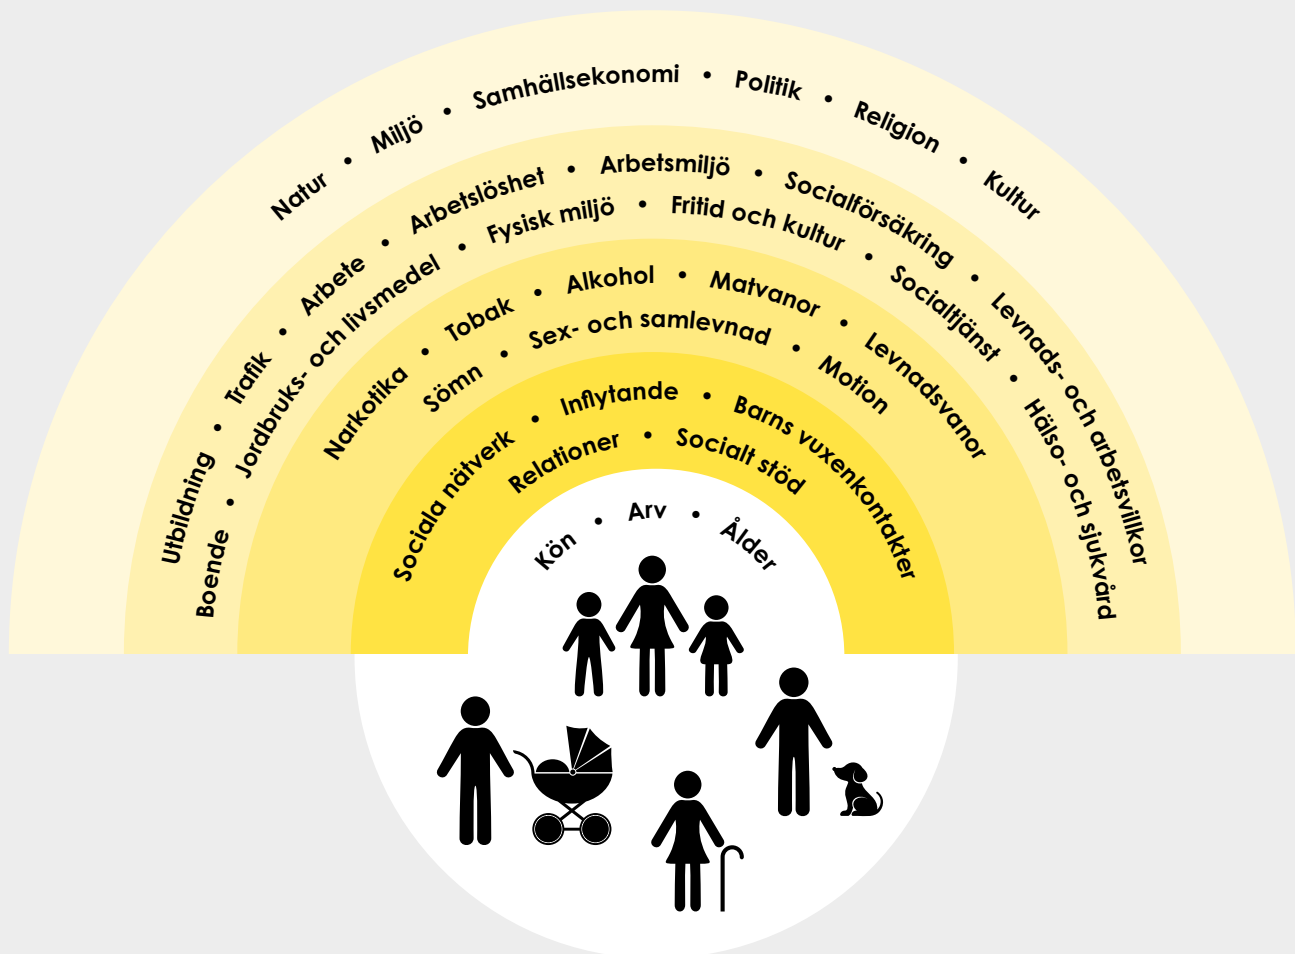 Natur • Miljö • Samhällsekonomi • Politik • Religion • Kultur
Utbildning • Trafik • Arbete • Arbetslöshet • Arbetsmiljö • Socialförsäkring • Levnads- och arbetsvillkor
Boende • Jordbruks- och livsmedel • Fysisk miljö • Fritid och kultur • Socialtjänst • Hälso- och sjukvård
Narkotika • Tobak • Alkohol • Matvanor • Levnadsvanor
Sömn • Sex- och samlevnad • Motion
Sociala nätverk • Inflytande • Barns vuxenkontakter
Relationer • Socialt stöd
Kön • Arv • Ålder